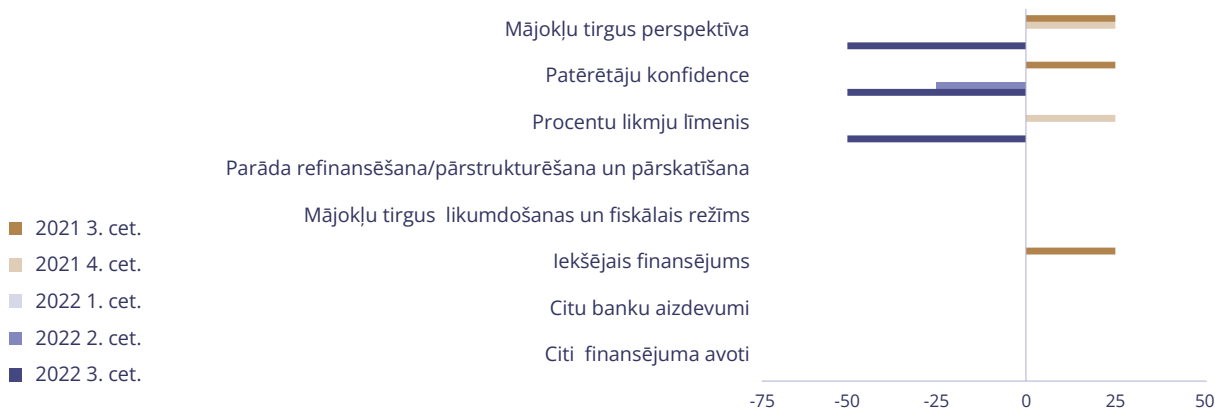 Mājokļu tirgus perspektīva
Patērētāju konfidence
Procentu likmju līmenis
Parāda refinansēšana/pārstrukturēšana un pārskatīšana
Mājokļu tirgus likumdošanas un fiskālais režīms
Iekšējais finansējums
Citu banku aizdevumi
Citi finansējuma avoti
2021 3. cet.
2021 4. cet.
2022 1. cet.
2022 2. cet.
2022 3. cet.
-75 -50 -25 0 25 50